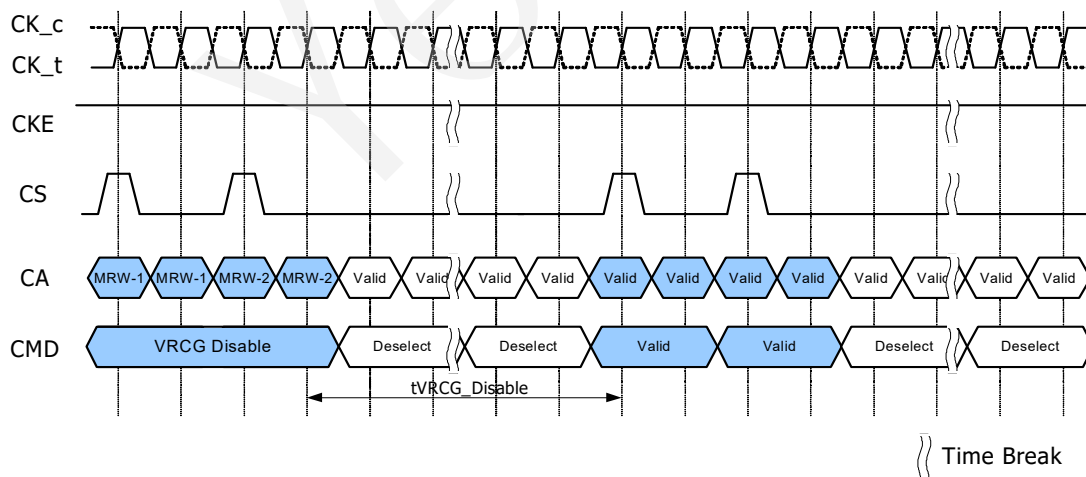 CK_c
CK_t
CKE
CS
CA MRW-1 MRW-1 MRW-2 MRW-2 Valid Valid Valid Valid Valid Valid Valid Valid Valid Valid Valid Valid
CMD VRCG Disable Deselect Deselect Valid Valid Deselect Deselect
tVRCG_Disable
Time Break